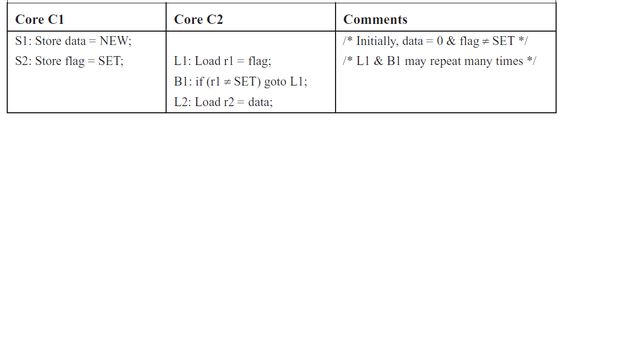 Core C1 Core C2 Comments
S1: Store data = NEW; /* Initially, data = 0 & flag ≠ SET */
S2: Store flag = SET; L1: Load r1 = flag; /* L1 & B1 may repeat many times */
B1: if (r1 ≠ SET) goto L1;
L2: Load r2 = data;